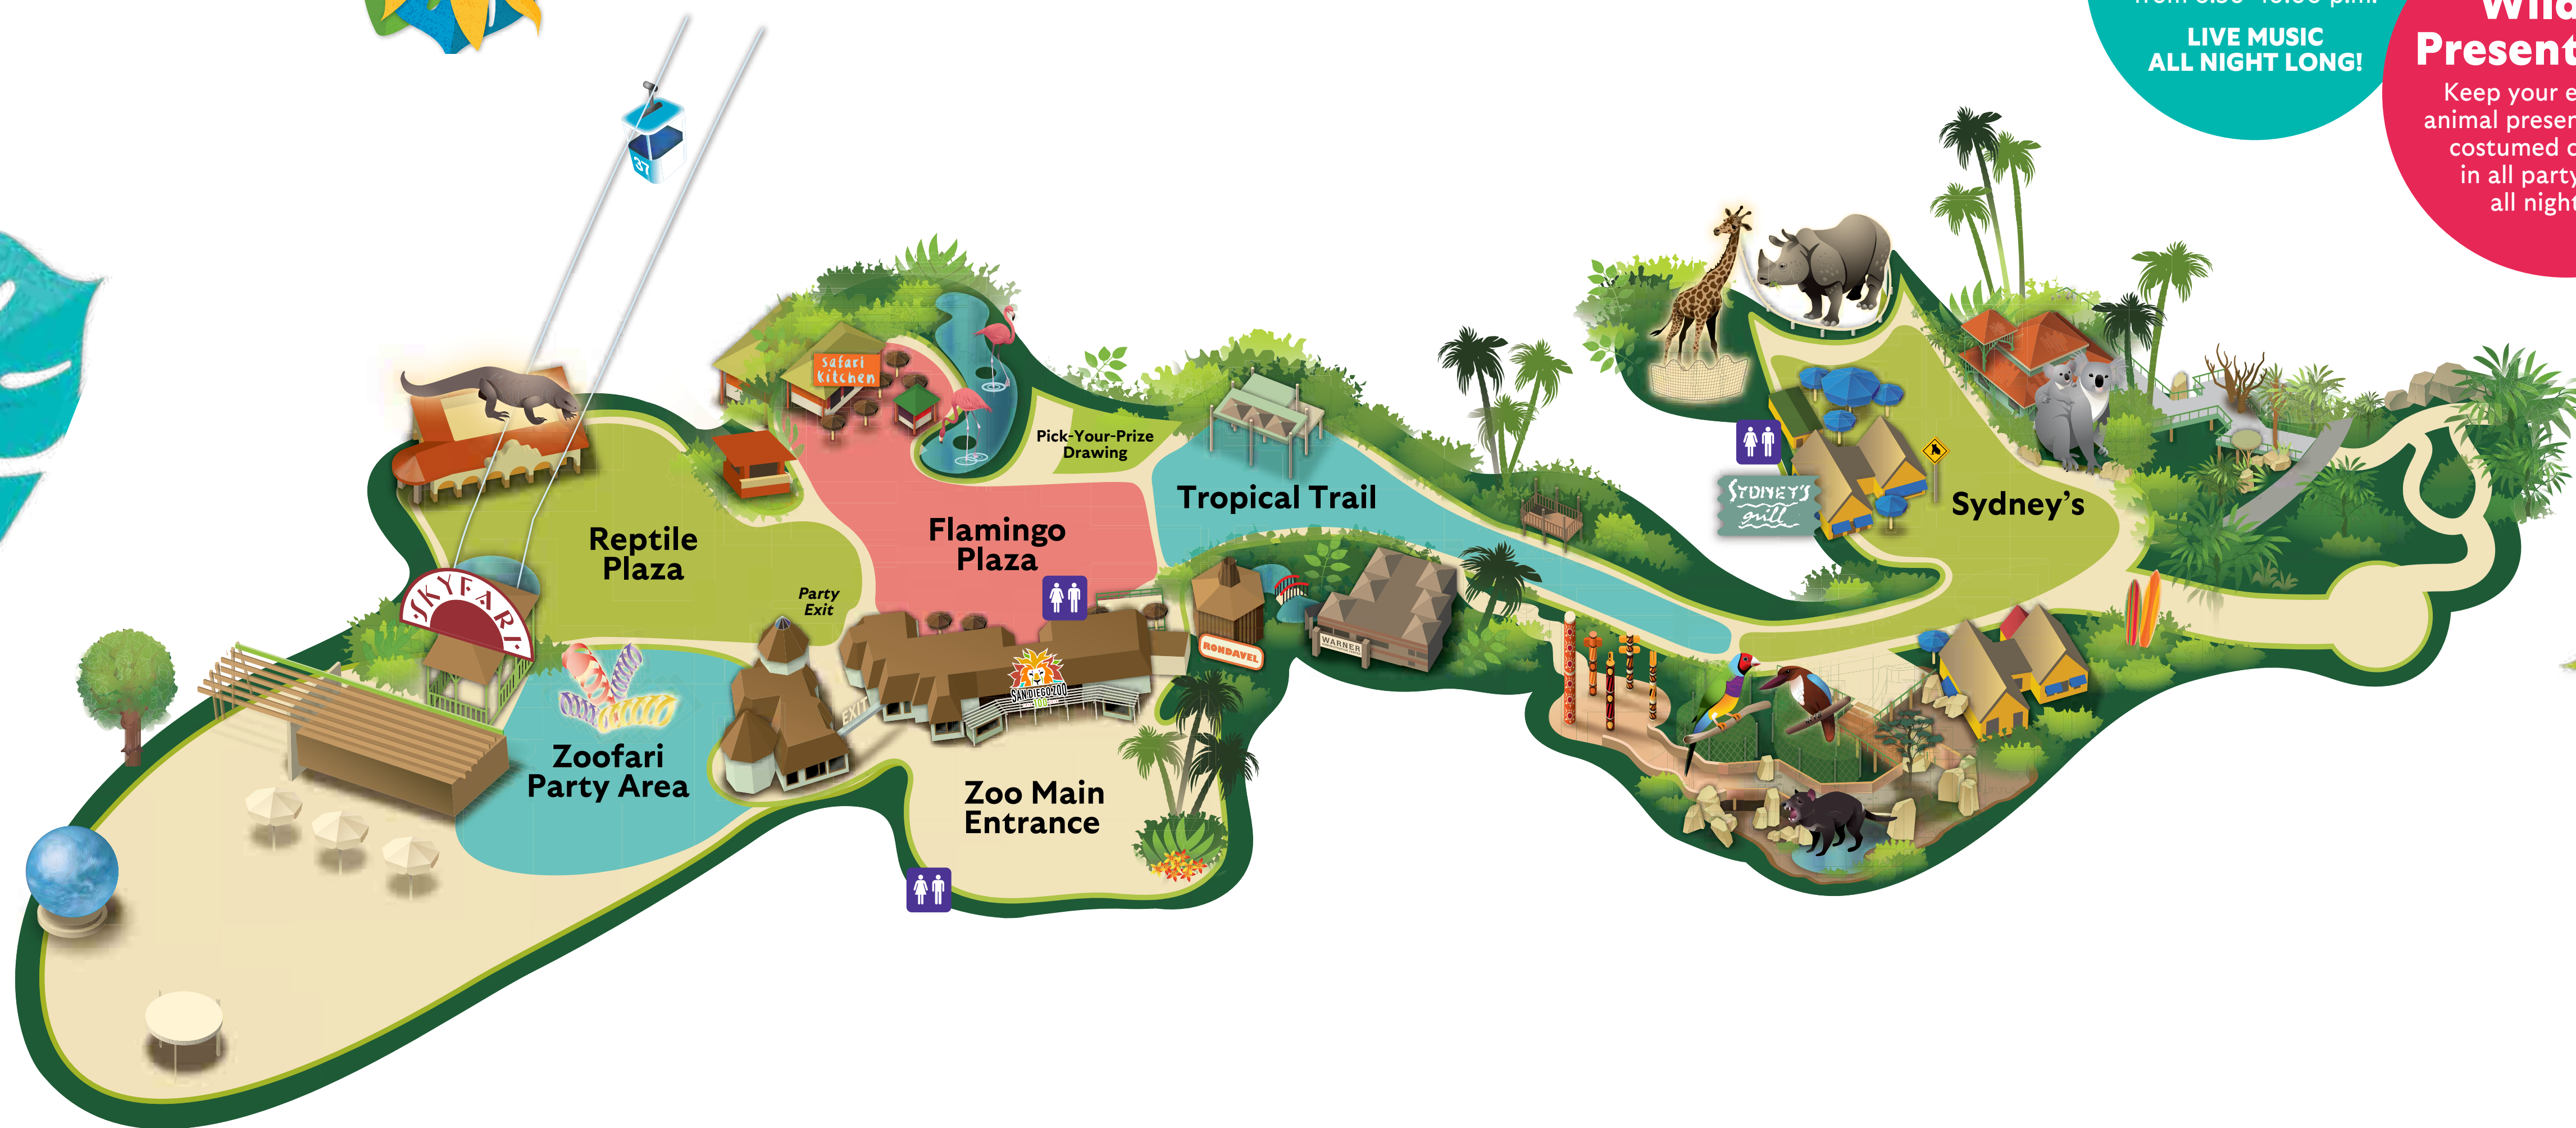 LIVE MUSIC
ALL NIGHT LONG!
Present
Keep your e
animal presen
costumed c
in all party
all night
37
safari
kitchen
Pick-Your-Prize
Drawing
Tropical Trail
Reptile
Plaza
Flamingo
Plaza
SYDNEY'S
grill
Sydney's
Party
Exit
SKYFARI
EXIT
RONDAVEL
WARNER
SAN DIEGO ZOO
100
Zoofari
Party Area
Zoo Main
Entrance